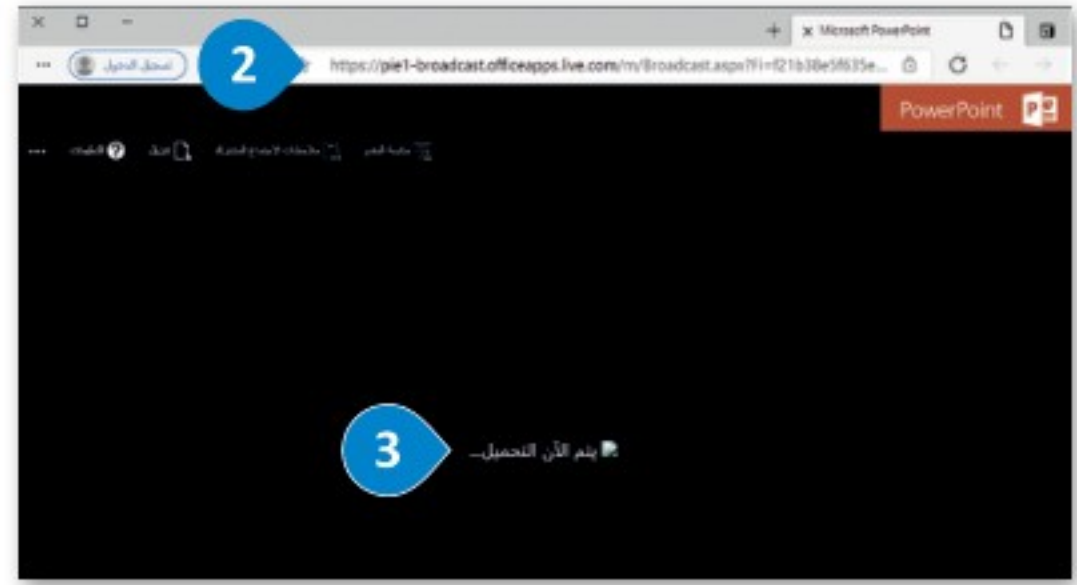 Microsoft PowerPoint
2
تسجيل الدخول
https://pie1-broadcast.officeapps.live.com/m/Broadcast.aspx?Fi=f21b38e5f635e...
PowerPoint
3
يتم الآن التحميل...